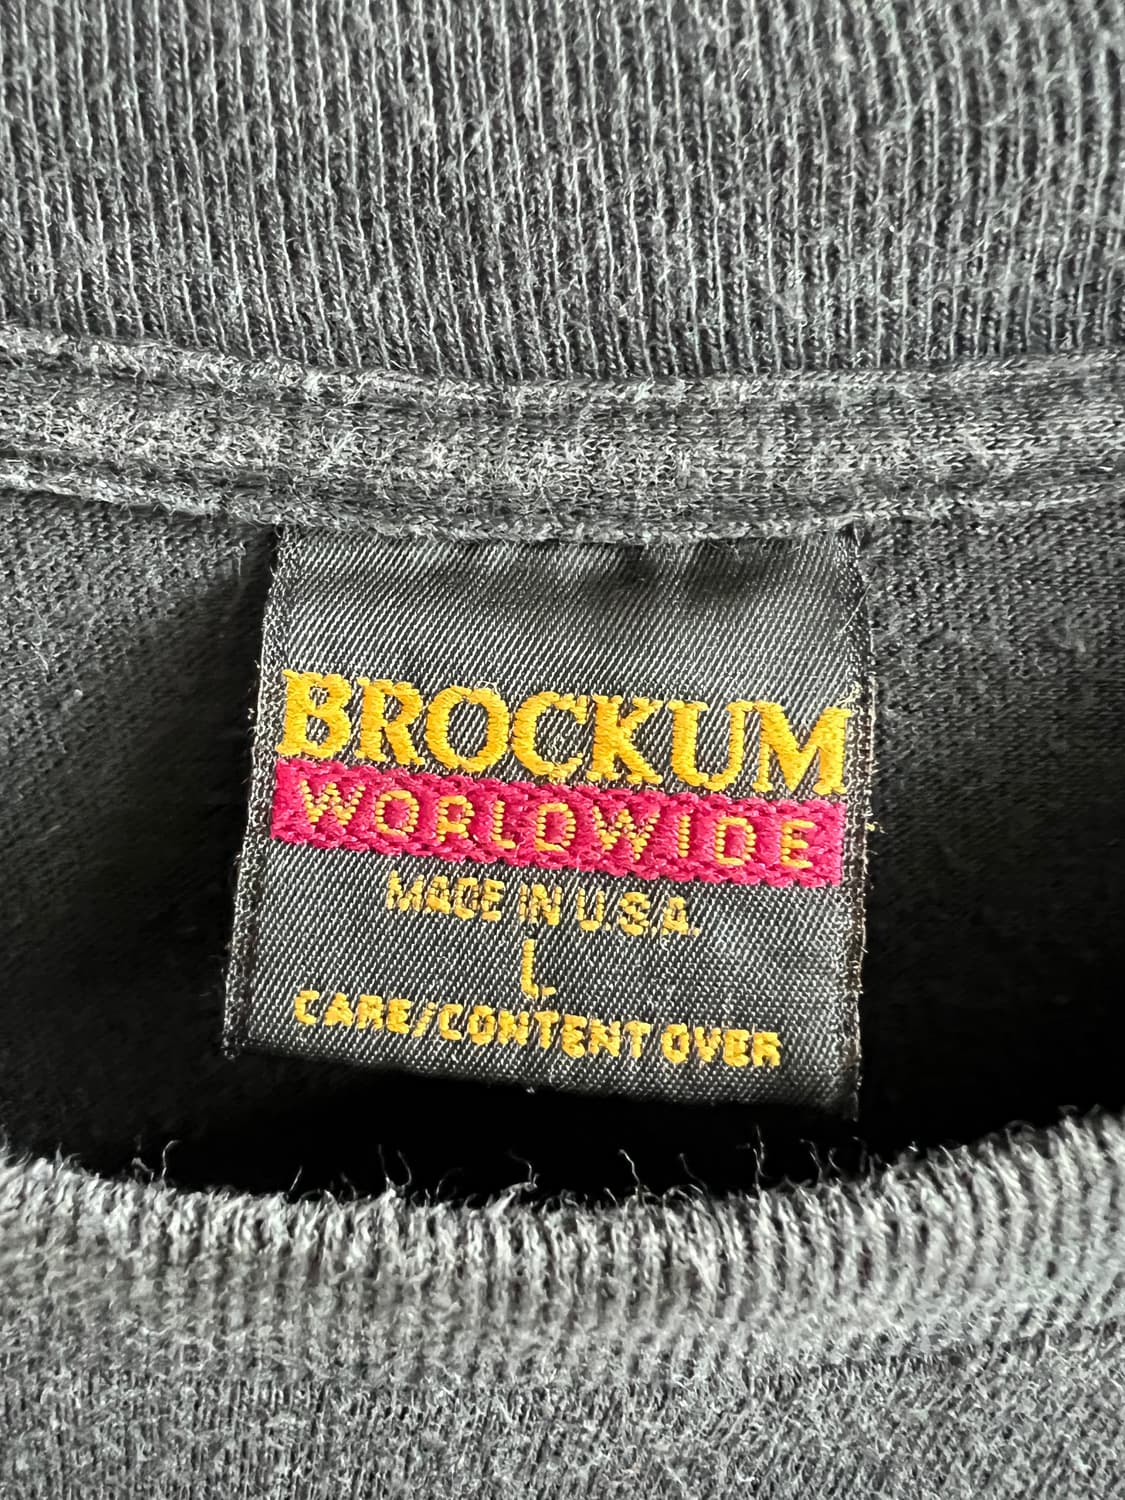 BROCKUM
WORLDWIDE
MADE IN U.S.A.
L
CARE/CONTENT OVER